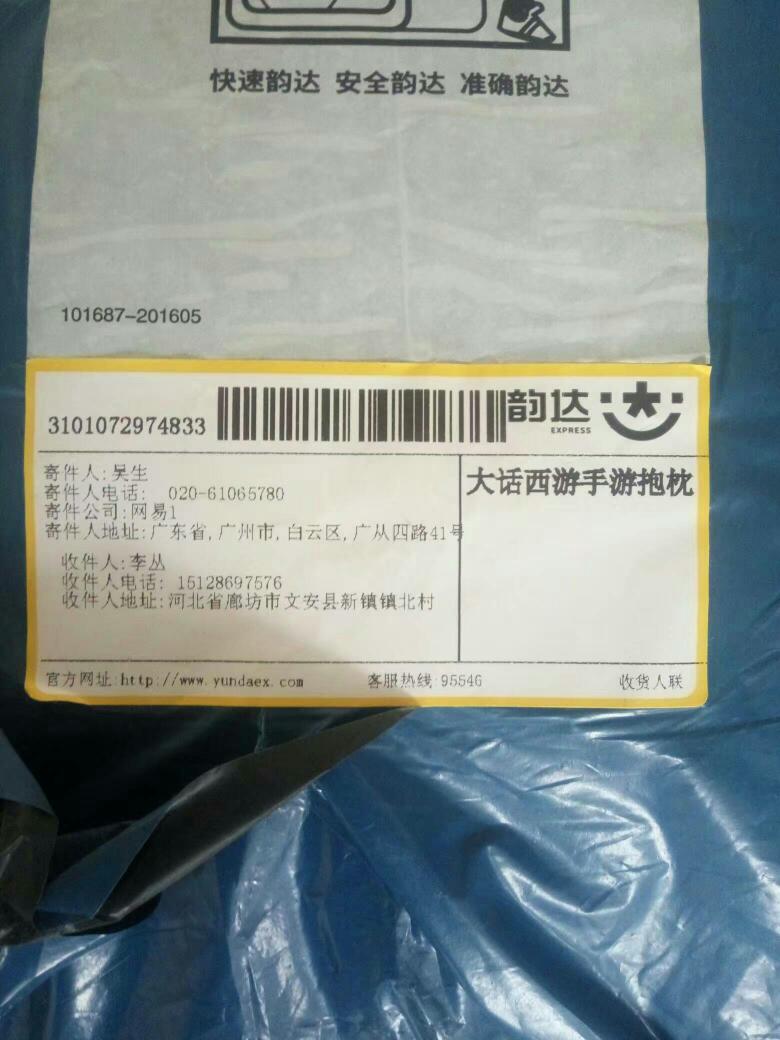 快速韵达 安全韵达 准确韵达
101687-201605
3101072974833
韵达
EXPRESS
寄件人:吴生
寄件人电话: 020-61065780
寄件公司:网易1
寄件人地址:广东省,广州市,白云区,广从四路41号
大话西游手游抱枕
收件人:李丛
收件人电话: 15128697576
收件人地址:河北省廊坊市文安县新镇镇北村
官方网址:http://www.yundaex.com
客服热线:95546
收货人联